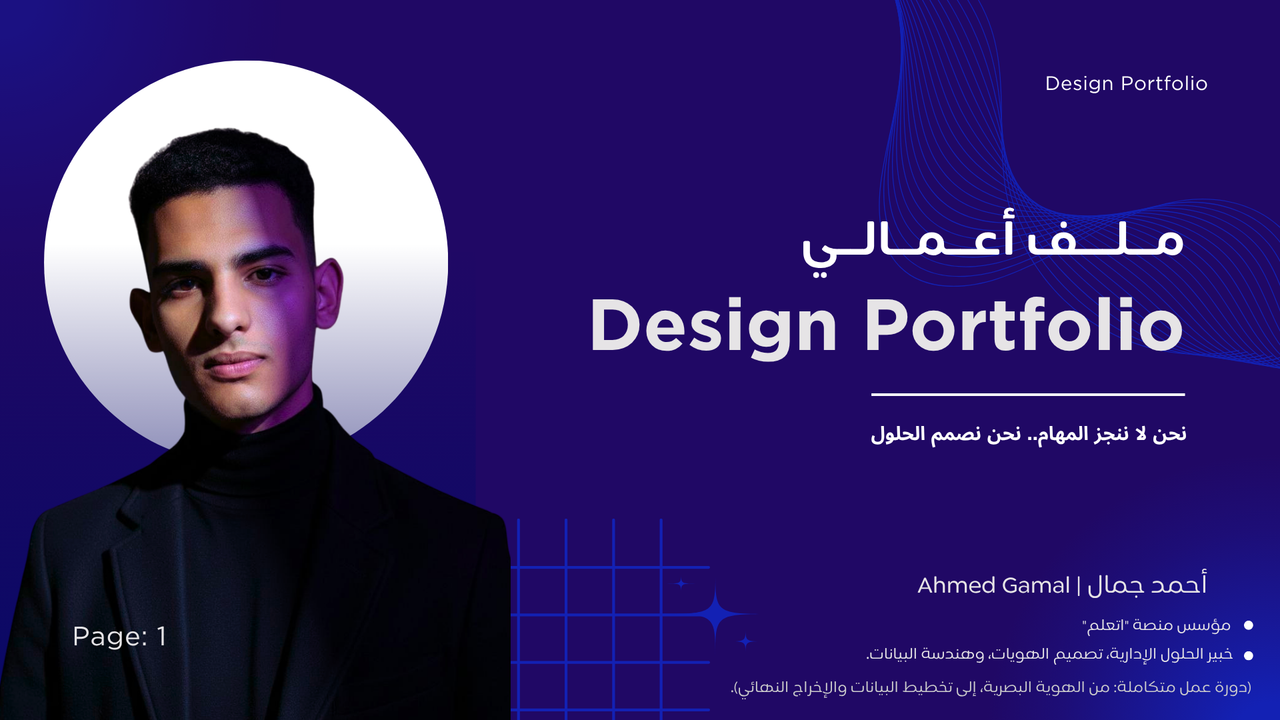 Design Portfolio
مـلـــف أعـــمـــالــي
Design Portfolio
نحن لا ننجز المهام.. نحن نصمم الحلول
أحمد جمال | Ahmed Gamal
مؤسس منصة "اتعلم"
خبير الحلول الإدارية، تصميم الهويات، وهندسة البيانات.
(دورة عمل متكاملة: من الهوية البصرية، إلى تخطيط البيانات والإخراج النهائي).
Page: 1